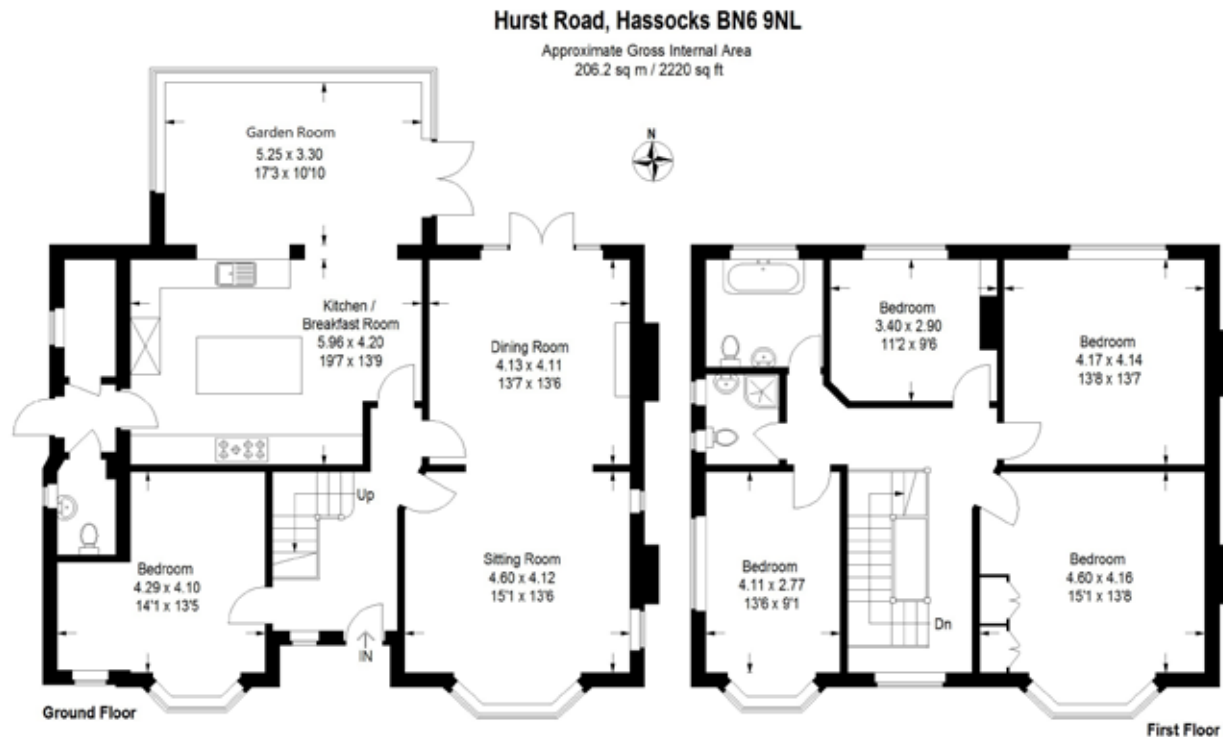 Hurst Road, Hassocks BN6 9NL
Approximate Gross Internal Area
206.2 sq m / 2220 sq ft
N
Garden Room
5.25 x 3.30
17'3 x 10'10
Kitchen /
Breakfast Room
5.96 x 4.20
19'7 x 13'9
Dining Room
4.13 x 4.11
13'7 x 13'6
Up
Bedroom
4.29 x 4.10
14'1 x 13'5
Sitting Room
4.60 x 4.12
15'1 x 13'6
IN
Ground Floor
Bedroom
3.40 x 2.90
11'2 x 9'6
Bedroom
4.17 x 4.14
13'8 x 13'7
Bedroom
4.11 x 2.77
13'6 x 9'1
Bedroom
4.60 x 4.16
15'1 x 13'8
Dn
First Floor